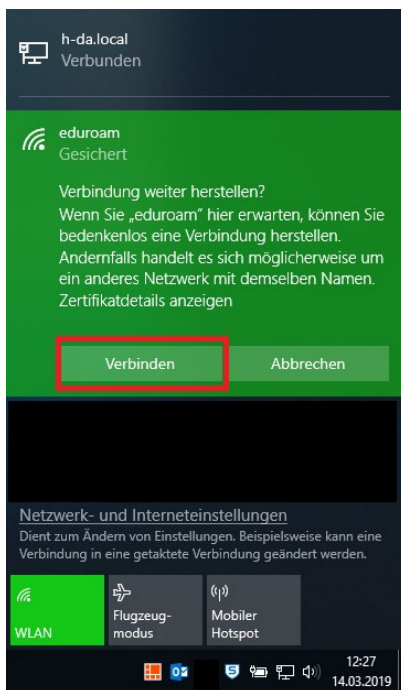 h-da.local
Verbunden
eduroam
Gesichert
Verbindung weiter herstellen?
Wenn Sie „eduroam" hier erwarten, können Sie
bedenkenlos eine Verbindung herstellen.
Andernfalls handelt es sich möglicherweise um
ein anderes Netzwerk mit demselben Namen.
Zertifikatdetails anzeigen
Verbinden
Abbrechen
Netzwerk- und Interneteinstellungen
Dient zum Ändern von Einstellungen. Beispielsweise kann eine
Verbindung in eine getaktete Verbindung geändert werden.
WLAN
Flugzeug-
modus
Mobiler
Hotspot
12:27
14.03.2019